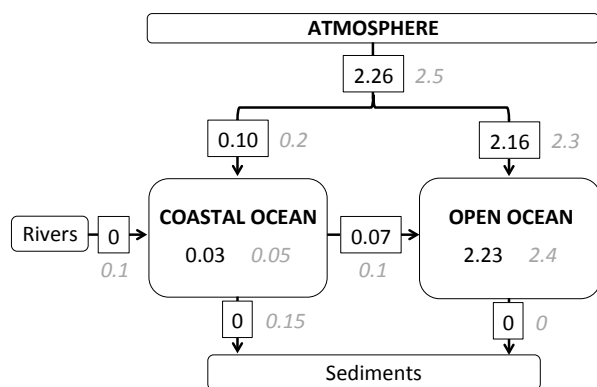 ATMOSPHERE
2.26 2.5
0.10 0.2 2.16 2.3
COASTAL OCEAN OPEN OCEAN
Rivers 0 0.07
0.03 0.05 2.23 2.4
0.1 0.1
0 0.15 0 0
Sediments